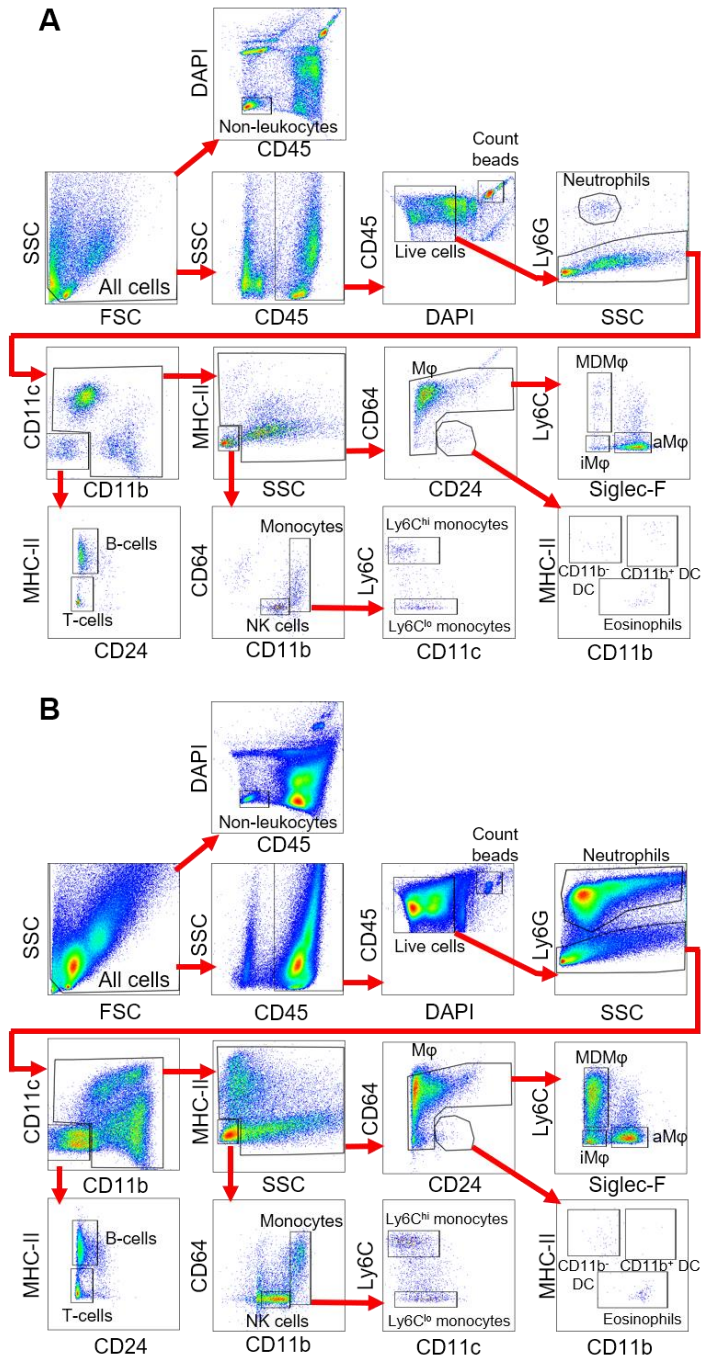 A
DAPI
Non-leukocytes
CD45
Count
beads
Neutrophils
SSC
All cells
FSC
SSC
CD45
CD45
Live cells
DAPI
Ly6G
SSC
CD11c
CD11b
MHC-II
SSC
Mφ
CD64
CD24
MDMφ
Ly6C
iMφ
aMφ
Siglec-F
MHC-II
B-cells
T-cells
CD24
Monocytes
CD64
NK cells
CD11b
Ly6Cʰⁱ monocytes
Ly6C
Ly6Cˡᵒ monocytes
CD11c
MHC-II
CD11b⁻
DC
CD11b⁺ DC
Eosinophils
CD11b
B
DAPI
Non-leukocytes
CD45
Count
beads
Neutrophils
SSC
All cells
FSC
SSC
CD45
CD45
Live cells
DAPI
Ly6G
SSC
CD11c
CD11b
MHC-II
SSC
Mφ
CD64
CD24
MDMφ
Ly6C
iMφ
aMφ
Siglec-F
MHC-II
B-cells
T-cells
CD24
Monocytes
CD64
NK cells
CD11b
Ly6Cʰⁱ monocytes
Ly6C
Ly6Cˡᵒ monocytes
CD11c
MHC-II
CD11b⁻
DC
CD11b⁺ DC
Eosinophils
CD11b